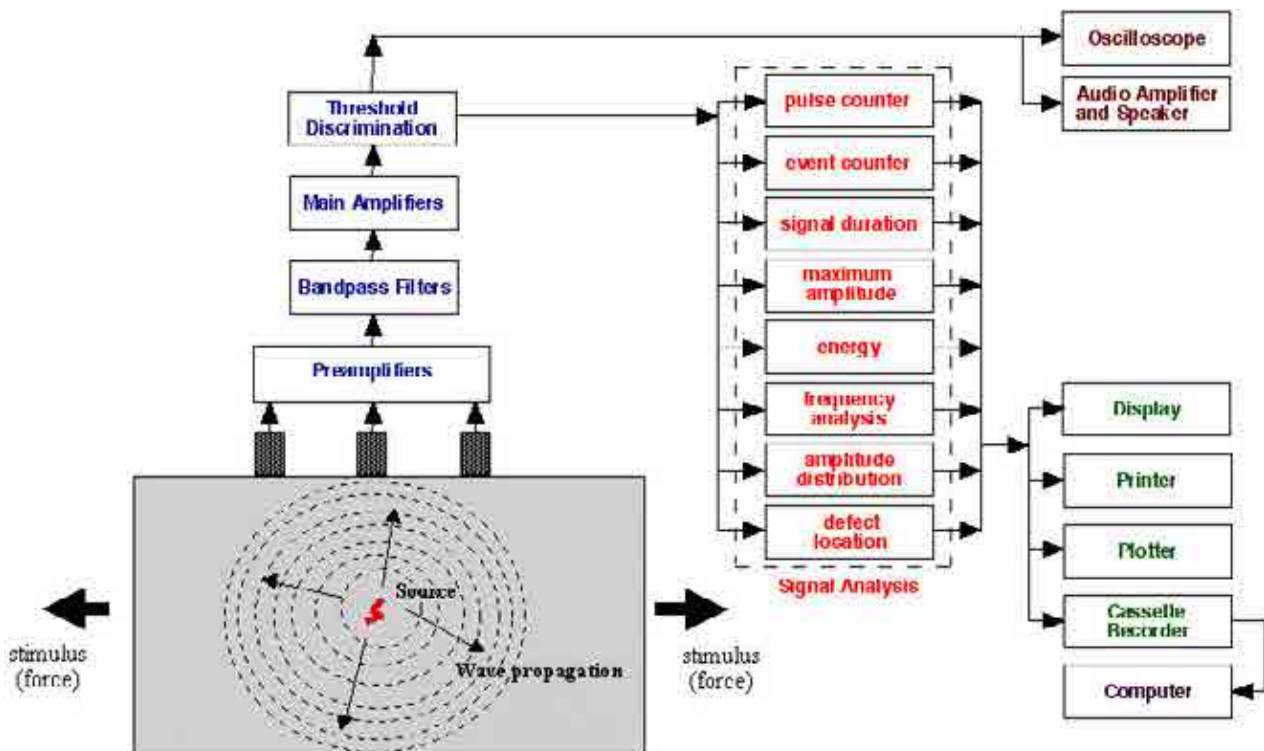 Oscilloscope
Audio Amplifier
and Speaker
Threshold
Discrimination
Main Amplifiers
Bandpass Filters
Preamplifiers
pulse counter
event counter
signal duration
maximum
amplitude
energy
frequency
analysis
amplitude
distribution
defect
location
Signal Analysis
Display
Printer
Plotter
Cassette
Recorder
Computer
Source
Wave propagation
stimulus
(force)
stimulus
(force)